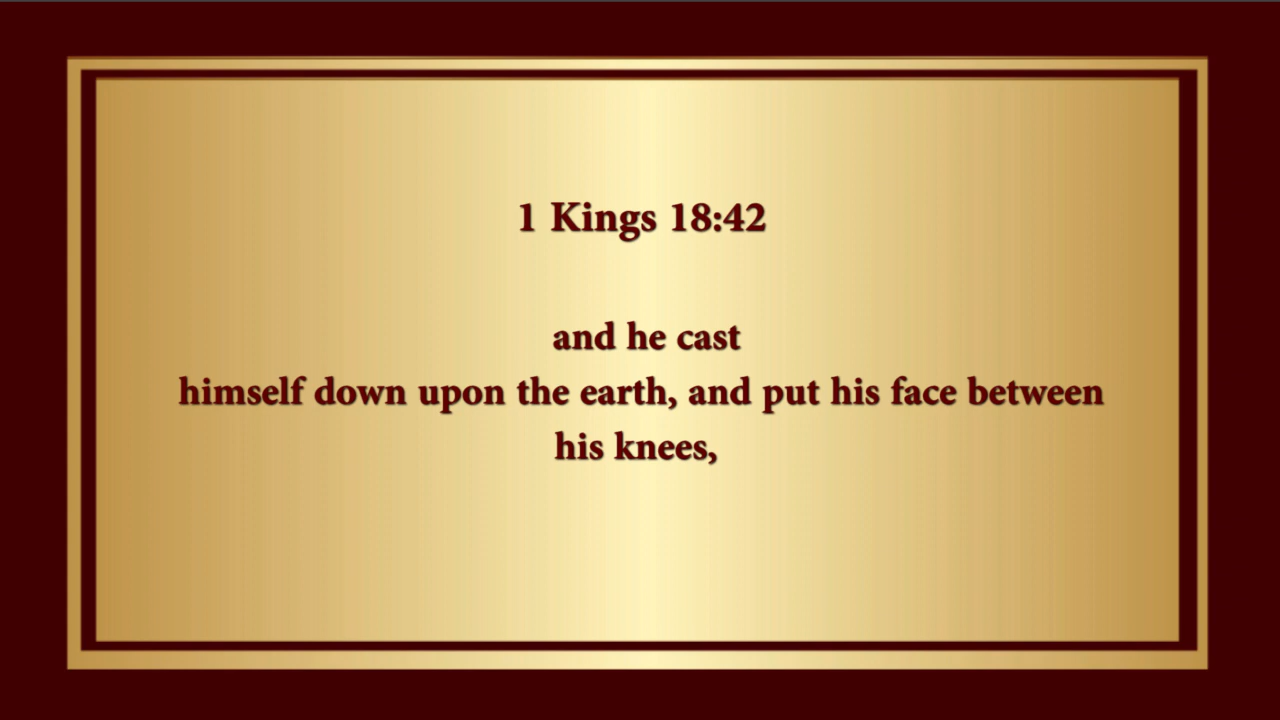 1 Kings 18:42
and he cast
himself down upon the earth, and put his face between
his knees,